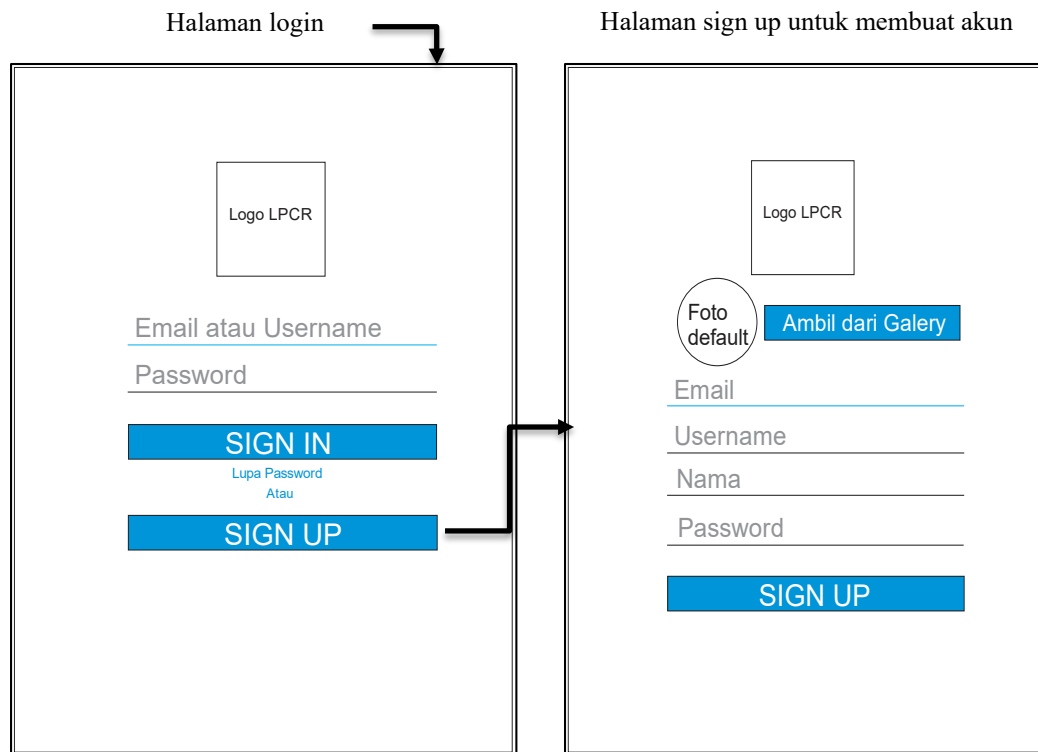 Halaman login
Logo LPCR
Email atau Username
Password
SIGN IN
Lupa Password
Atau
SIGN UP
Halaman sign up untuk membuat akun
Logo LPCR
Foto
default
Ambil dari Galery
Email
Username
Nama
Password
SIGN UP